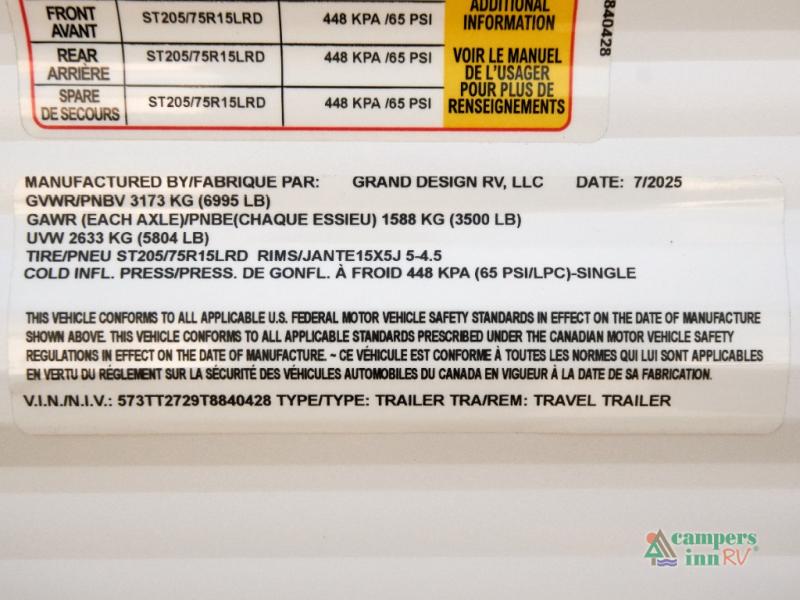 ADDITIONAL
INFORMATION
FRONT
AVANT
ST205/75R15LRD
448 KPA /65 PSI
REAR
ARRIÈRE
ST205/75R15LRD
448 KPA /65 PSI
SPARE
DE SECOURS
ST205/75R15LRD
448 KPA /65 PSI
VOIR LE MANUEL
DE L'USAGER
POUR PLUS DE
RENSEIGNEMENTS
840428
MANUFACTURED BY/FABRIQUE PAR: GRAND DESIGN RV, LLC DATE: 7/2025
GVWR/PNBV 3173 KG (6995 LB)
GAWR (EACH AXLE)/PNBE(CHAQUE ESSIEU) 1588 KG (3500 LB)
UVW 2633 KG (5804 LB)
TIRE/PNEU ST205/75R15LRD RIMS/JANTE15X5J 5-4.5
COLD INFL. PRESS/PRESS. DE GONFL. À FROID 448 KPA (65 PSI/LPC)-SINGLE
THIS VEHICLE CONFORMS TO ALL APPLICABLE U.S. FEDERAL MOTOR VEHICLE SAFETY STANDARDS IN EFFECT ON THE DATE OF MANUFACTURE
SHOWN ABOVE. THIS VEHICLE CONFORMS TO ALL APPLICABLE STANDARDS PRESCRIBED UNDER THE CANADIAN MOTOR VEHICLE SAFETY
REGULATIONS IN EFFECT ON THE DATE OF MANUFACTURE. ~ CE VÉHICULE EST CONFORME À TOUTES LES NORMES QUI LUI SONT APPLICABLES
EN VERTU DU RÉGLEMENT SUR LA SÉCURITÉ DES VÉHICULES AUTOMOBILES DU CANADA EN VIGUEUR À LA DATE DE SA FABRICATION.
V.I.N./N.I.V.: 573TT2729T8840428 TYPE/TYPE: TRAILER TRA/REM: TRAVEL TRAILER
campers
inn RV®